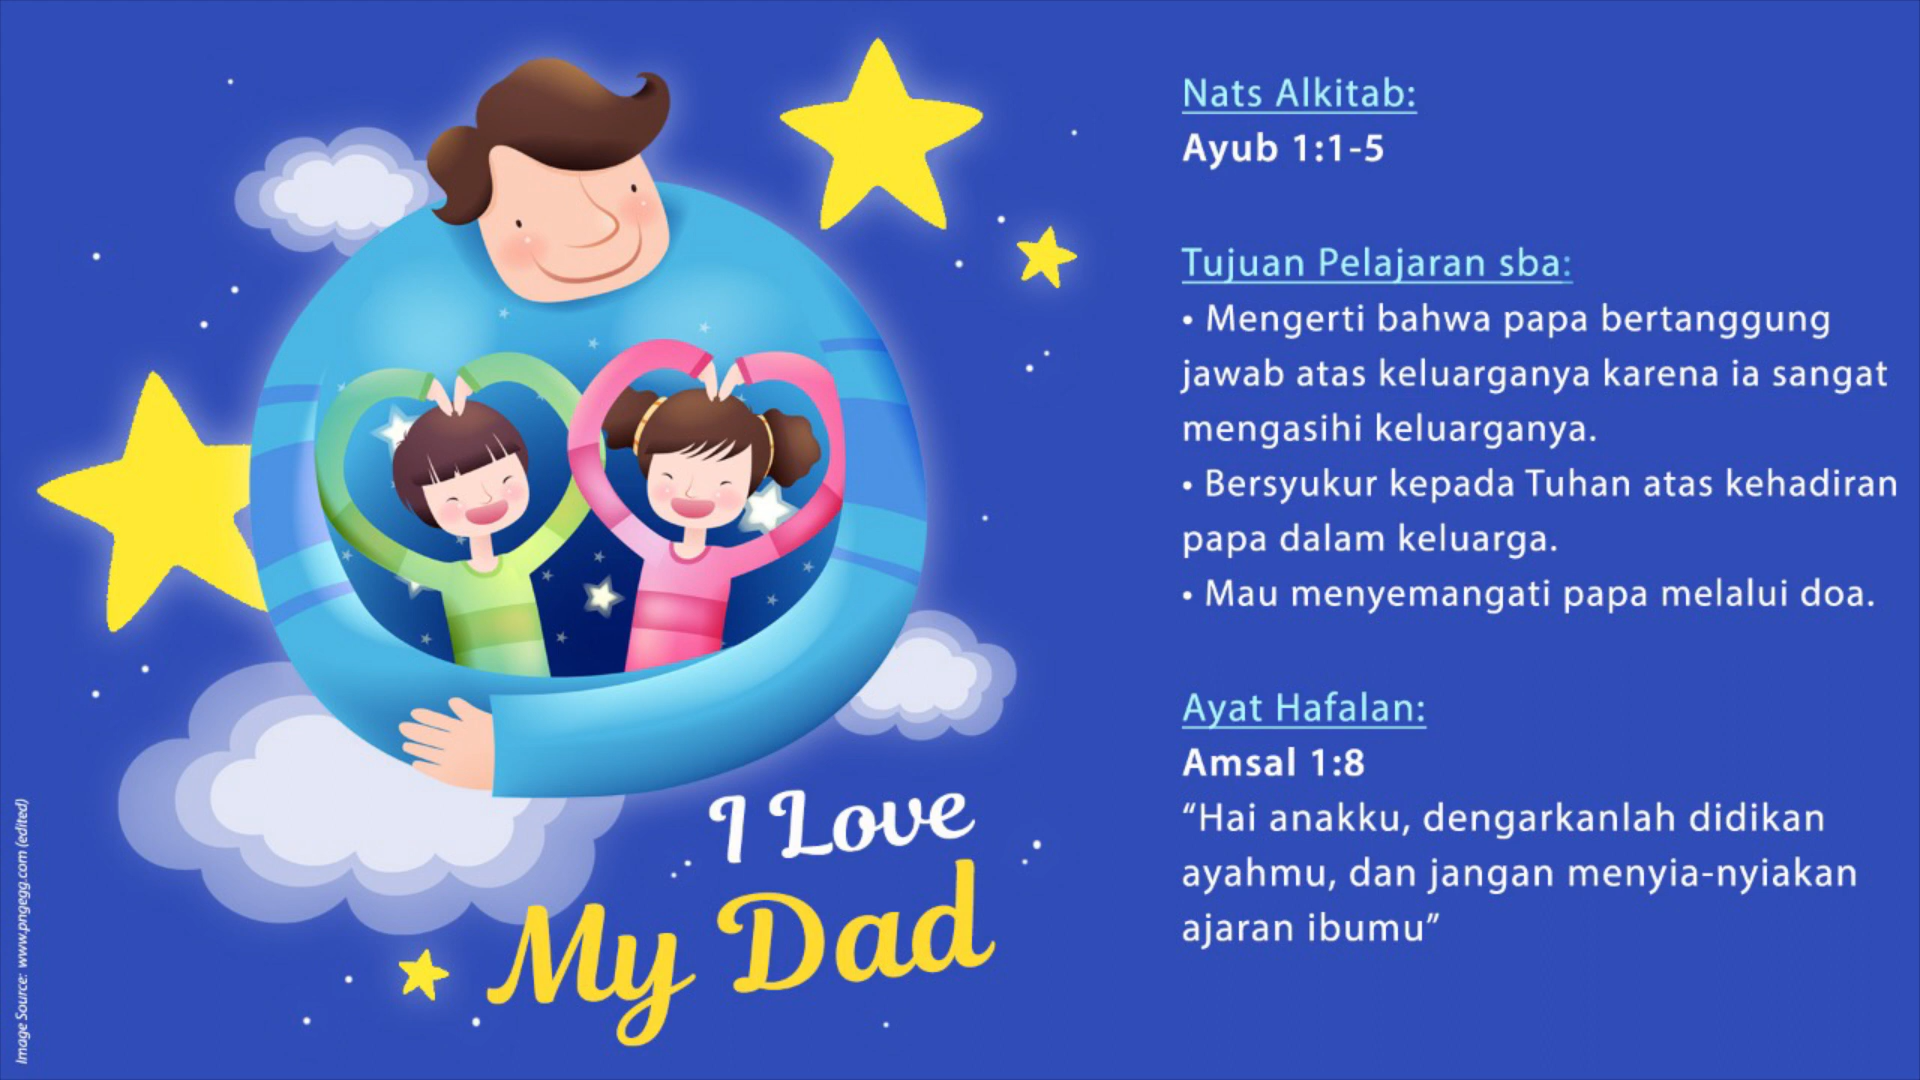 Nats Alkitab:
Ayub 1:1-5
Tujuan Pelajaran sba:
• Mengerti bahwa papa bertanggung
jawab atas keluarganya karena ia sangat
mengasihi keluarganya.
• Bersyukur kepada Tuhan atas kehadiran
papa dalam keluarga.
• Mau menyemangati papa melalui doa.
Ayat Hafalan:
Amsal 1:8
“Hai anakku, dengarkanlah didikan
ayahmu, dan jangan menyia-nyiakan
ajaran ibumu”
I Love
My Dad
Image Source: www.pngegg.com (edited)